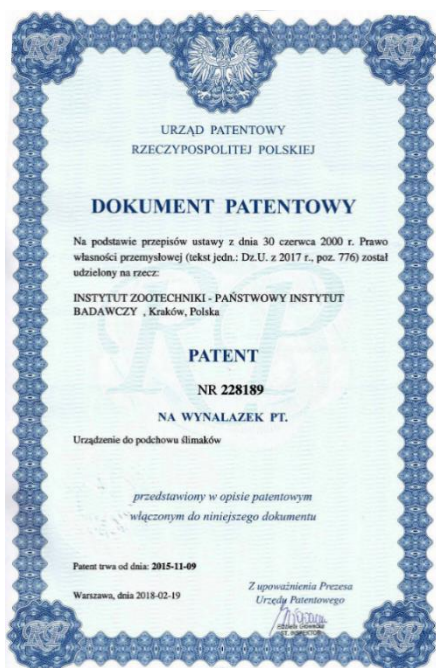 URZĄD PATENTOWY
RZECZYPOSPOLITEJ POLSKIEJ
DOKUMENT PATENTOWY
Na podstawie przepisów ustawy z dnia 30 czerwca 2000 r. Prawo
własności przemysłowej (tekst jedn.: Dz.U. z 2017 r., poz. 776) został
udzielony na rzecz:
INSTYTUT ZOOTECHNIKI - PAŃSTWOWY INSTYTUT
BADAWCZY , Kraków, Polska
PATENT
NR 228189
NA WYNALAZEK PT.
Urządzenie do podchowu ślimaków
przedstawiony w opisie patentowym
włączonym do niniejszego dokumentu
Patent trwa od dnia: 2015-11-09
Z upoważnienia Prezesa
Warszawa, dnia 2018-02-19
Urzędu Patentowego